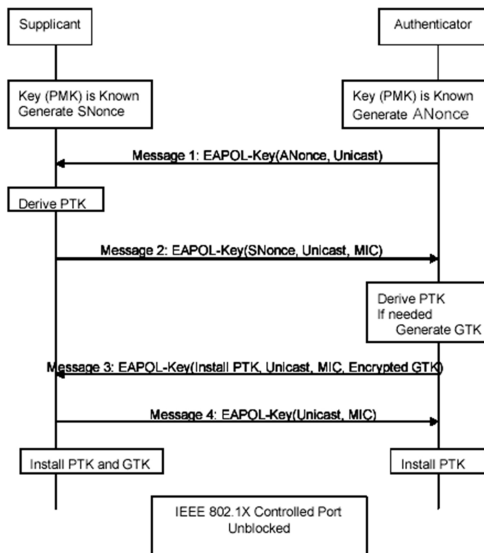 Supplicant
Authenticator
Key (PMK) is Known
Generate SNonce
Key (PMK) is Known
Generate ANonce
Message 1: EAPOL-Key(ANonce, Unicast)
Derive PTK
Message 2: EAPOL-Key(SNonce, Unicast, MIC)
Derive PTK
If needed
Generate GTK
Message 3: EAPOL-Key(Install PTK, Unicast, MIC, Encrypted GTK)
Message 4: EAPOL-Key(Unicast, MIC)
Install PTK and GTK
Install PTK
IEEE 802.1X Controlled Port
Unblocked